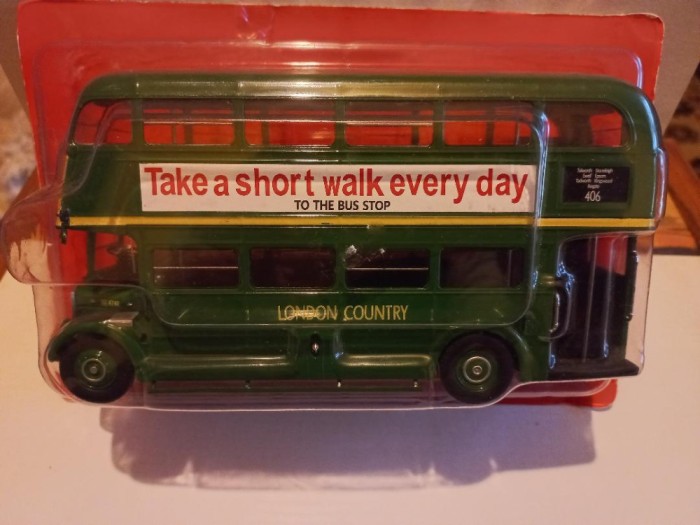 Take a short walk every day
TO THE BUS STOP
406
LONDON COUNTRY